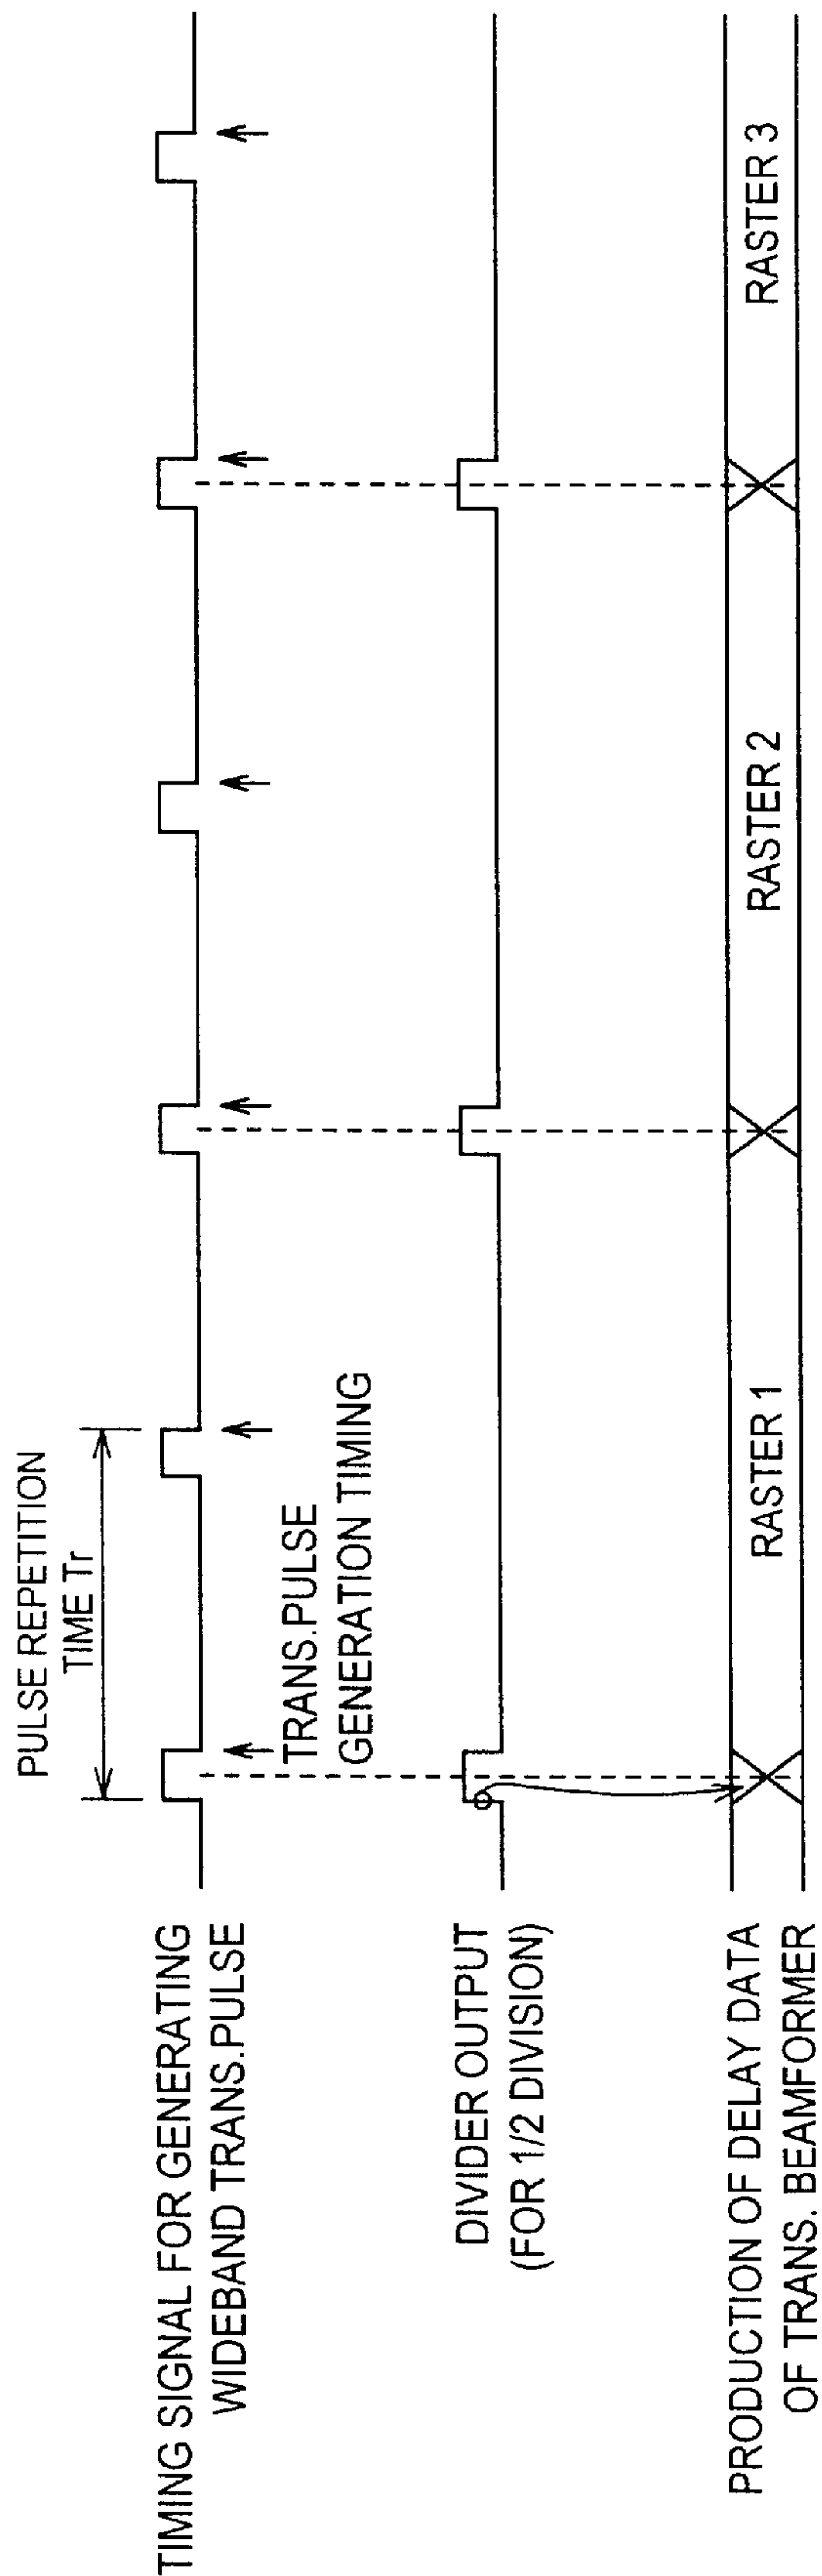 PULSE REPETITION
TIME Tr
TIMING SIGNAL FOR GENERATING
WIDEBAND TRANS.PULSE
TRANS.PULSE
GENERATION TIMING
DIVIDER OUTPUT
(FOR 1/2 DIVISION)
PRODUCTION OF DELAY DATA
OF TRANS. BEAMFORMER
RASTER 1
RASTER 2
RASTER 3